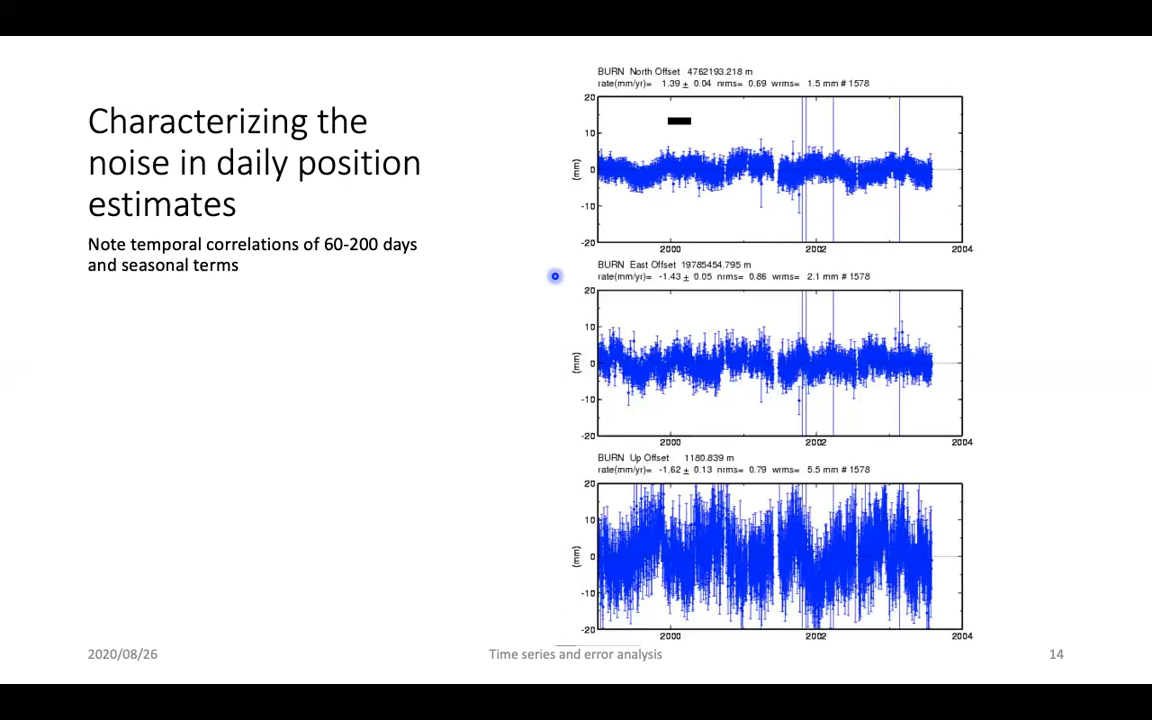 Characterizing the
noise in daily position
estimates
Note temporal correlations of 60-200 days
and seasonal terms
BURN North Offset 4762193.218 m
rate(mm/yr)= 1.39 ± 0.04 nrms= 0.69 wrms= 1.5 mm # 1578
20
10
0
-10
-20
(mm)
2000 2002 2004
BURN East Offset 19785454.795 m
rate(mm/yr)= -1.43 ± 0.05 nrms= 0.86 wrms= 2.1 mm # 1578
20
10
0
-10
-20
(mm)
2000 2002 2004
BURN Up Offset 1180.839 m
rate(mm/yr)= -1.62 ± 0.13 nrms= 0.79 wrms= 5.5 mm # 1578
20
10
0
-10
-20
(mm)
2000 2002 2004
2020/08/26
Time series and error analysis
14